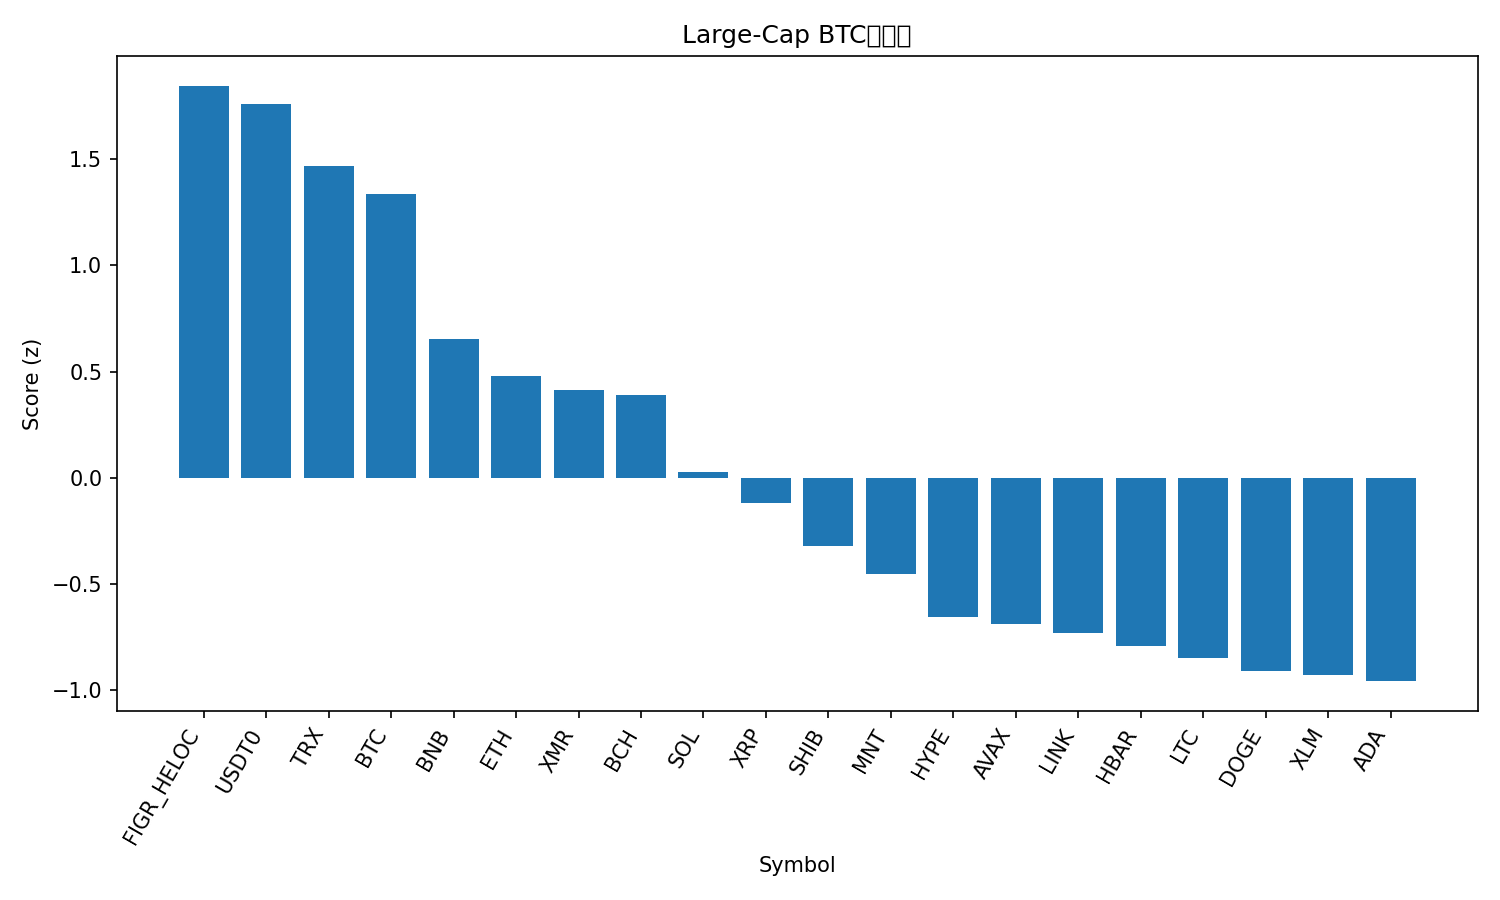 Large-Cap BTC
Score (z)
1.5
1.0
0.5
0.0
−0.5
−1.0
FIGR_HELOC
USDT0
TRX
BTC
BNB
ETH
XMR
BCH
SOL
XRP
SHIB
MNT
HYPE
AVAX
LINK
HBAR
LTC
DOGE
XLM
ADA
Symbol